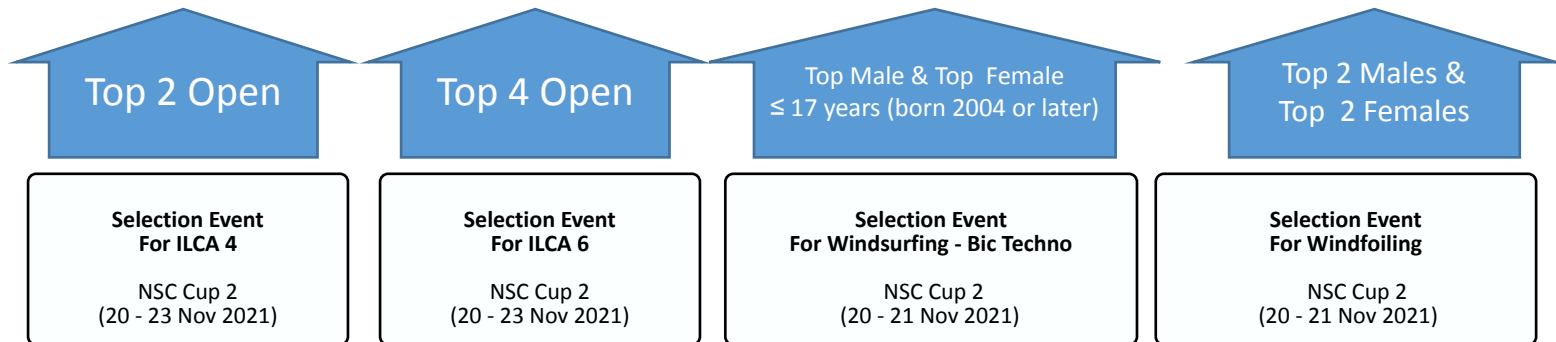 Top 2 Open
Top 4 Open
Top Male & Top Female
≤ 17 years (born 2004 or later)
Top 2 Males &
Top 2 Females
Selection Event
For ILCA 4
NSC Cup 2
(20 - 23 Nov 2021)
Selection Event
For ILCA 6
NSC Cup 2
(20 - 23 Nov 2021)
Selection Event
For Windsurfing - Bic Techno
NSC Cup 2
(20 - 21 Nov 2021)
Selection Event
For Windfoiling
NSC Cup 2
(20 - 21 Nov 2021)